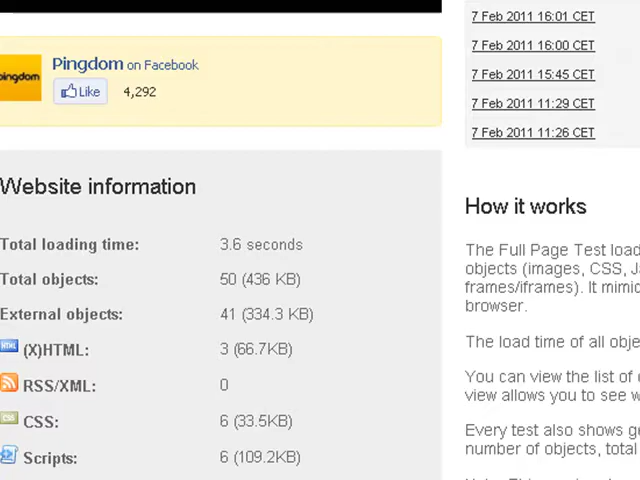 pingdom
Pingdom on Facebook
Like 4,292
Website information
Total loading time: 3.6 seconds
Total objects: 50 (436 KB)
External objects: 41 (334.3 KB)
(X)HTML: 3 (66.7KB)
RSS/XML: 0
CSS: 6 (33.5KB)
Scripts: 6 (109.2KB)
7 Feb 2011 16:01 CET
7 Feb 2011 16:00 CET
7 Feb 2011 15:45 CET
7 Feb 2011 11:29 CET
7 Feb 2011 11:26 CET
How it works
The Full Page Test load
objects (images, CSS, J
frames/iframes). It mimic
browser.
The load time of all obje
You can view the list of
view allows you to see w
Every test also shows ge
number of objects, total